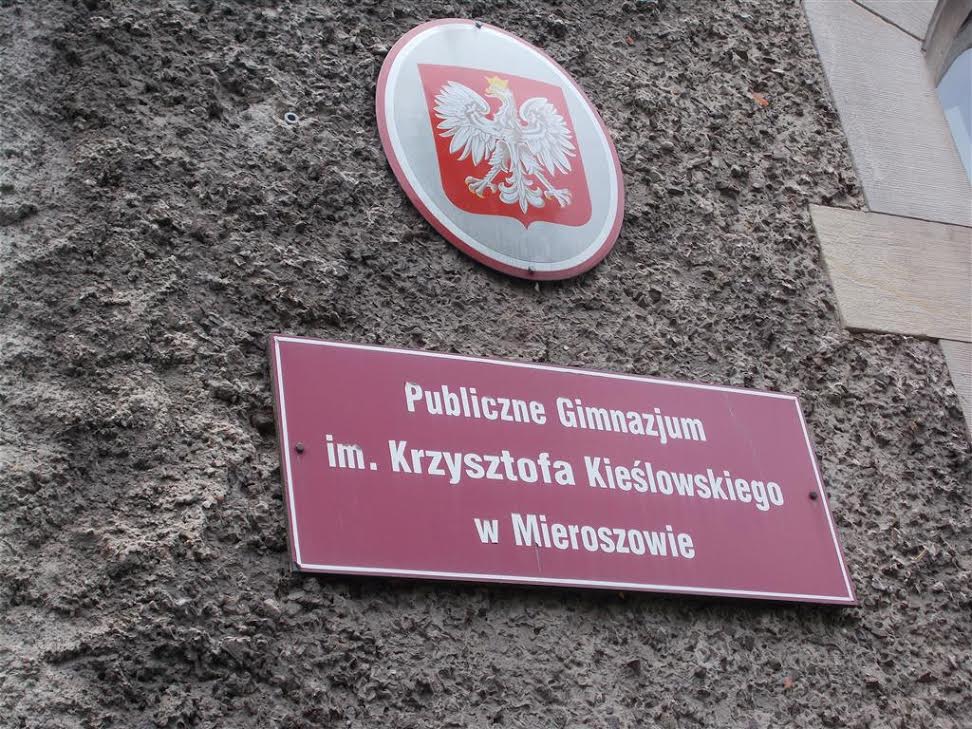 Publiczne Gimnazjum
im. Krzysztofa Kieślowskiego
w Mieroszowie